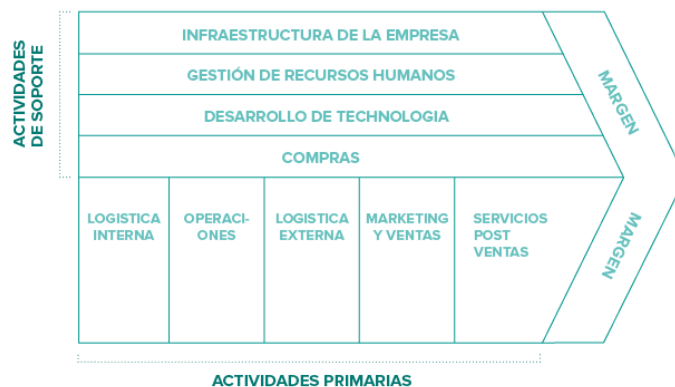 ACTIVIDADES
DE SOPORTE
INFRAESTRUCTURA DE LA EMPRESA
GESTIÓN DE RECURSOS HUMANOS
DESARROLLO DE TECHNOLOGIA
COMPRAS
MARGEN
LOGISTICA
INTERNA
OPERACI-
ONES
LOGISTICA
EXTERNA
MARKETING
Y VENTAS
SERVICIOS
POST
VENTAS
MARGEN
ACTIVIDADES PRIMARIAS